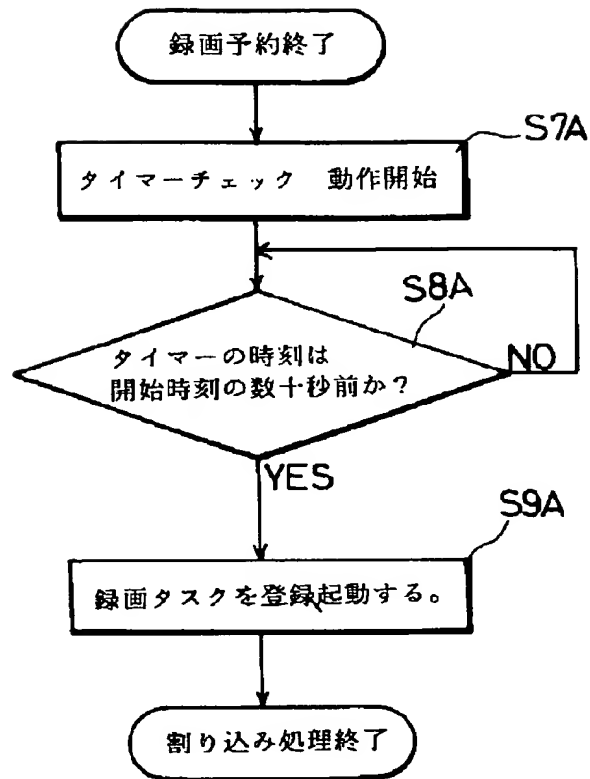 録画予約終了
S7A
タイマーチェック 動作開始
S8A
タイマーの時刻は
開始時刻の数十秒前か?
NO
YES
S9A
録画タスクを登録起動する。
割り込み処理終了